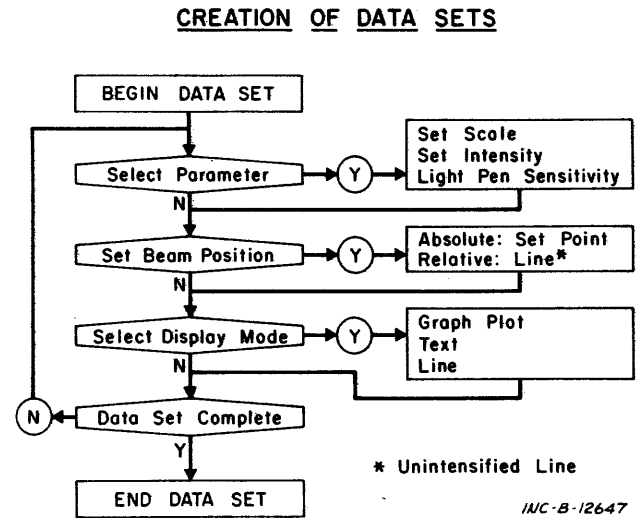 CREATION OF DATA SETS
BEGIN DATA SET
Select Parameter
Y
Set Scale
Set Intensity
Light Pen Sensitivity
N
Set Beam Position
Y
Absolute: Set Point
Relative: Line*
N
Select Display Mode
Y
Graph Plot
Text
Line
N
N
Data Set Complete
Y
* Unintensified Line
END DATA SET
INC-B-12647